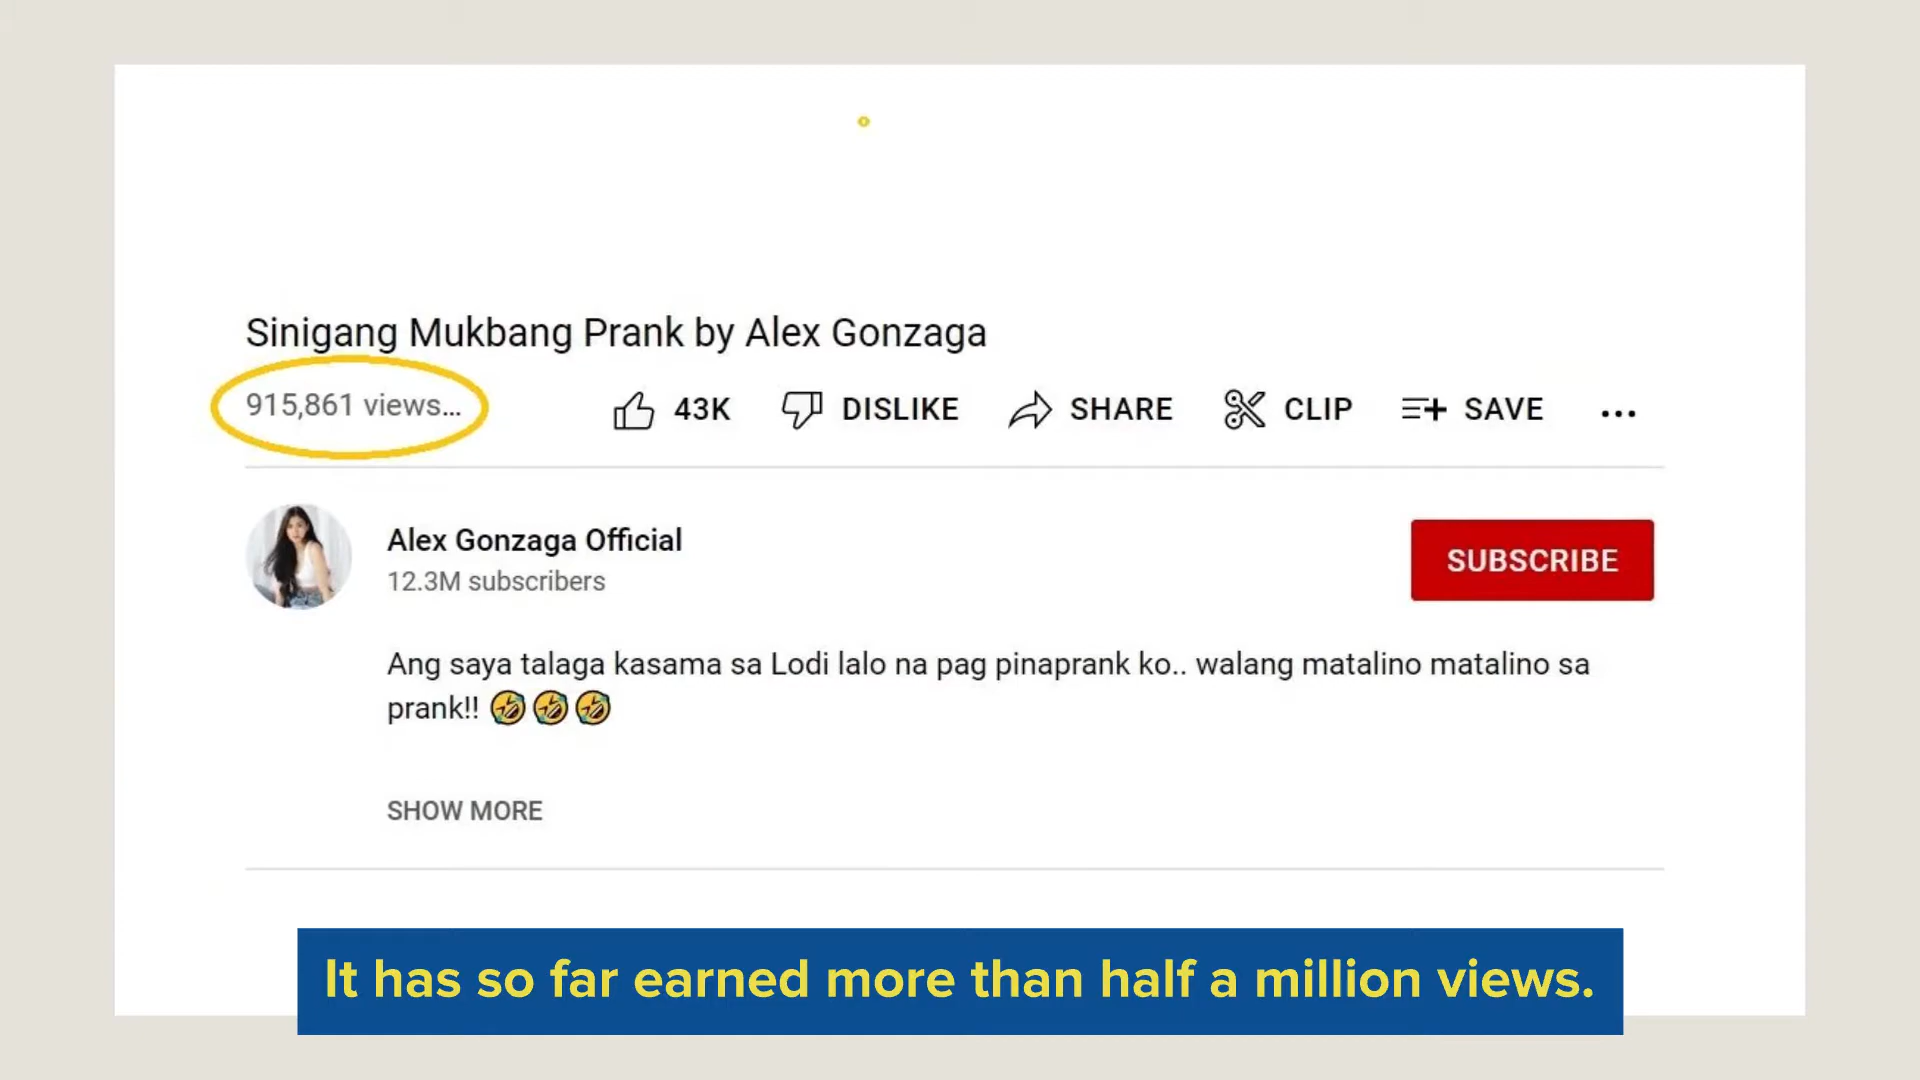 Sinigang Mukbang Prank by Alex Gonzaga
915,861 views...
43K DISLIKE SHARE CLIP SAVE ...
Alex Gonzaga Official
12.3M subscribers
SUBSCRIBE
Ang saya talaga kasama sa Lodi lalo na pag pinaprank ko.. walang matalino matalino sa
prank!! 🤣🤣🤣
SHOW MORE
It has so far earned more than half a million views.